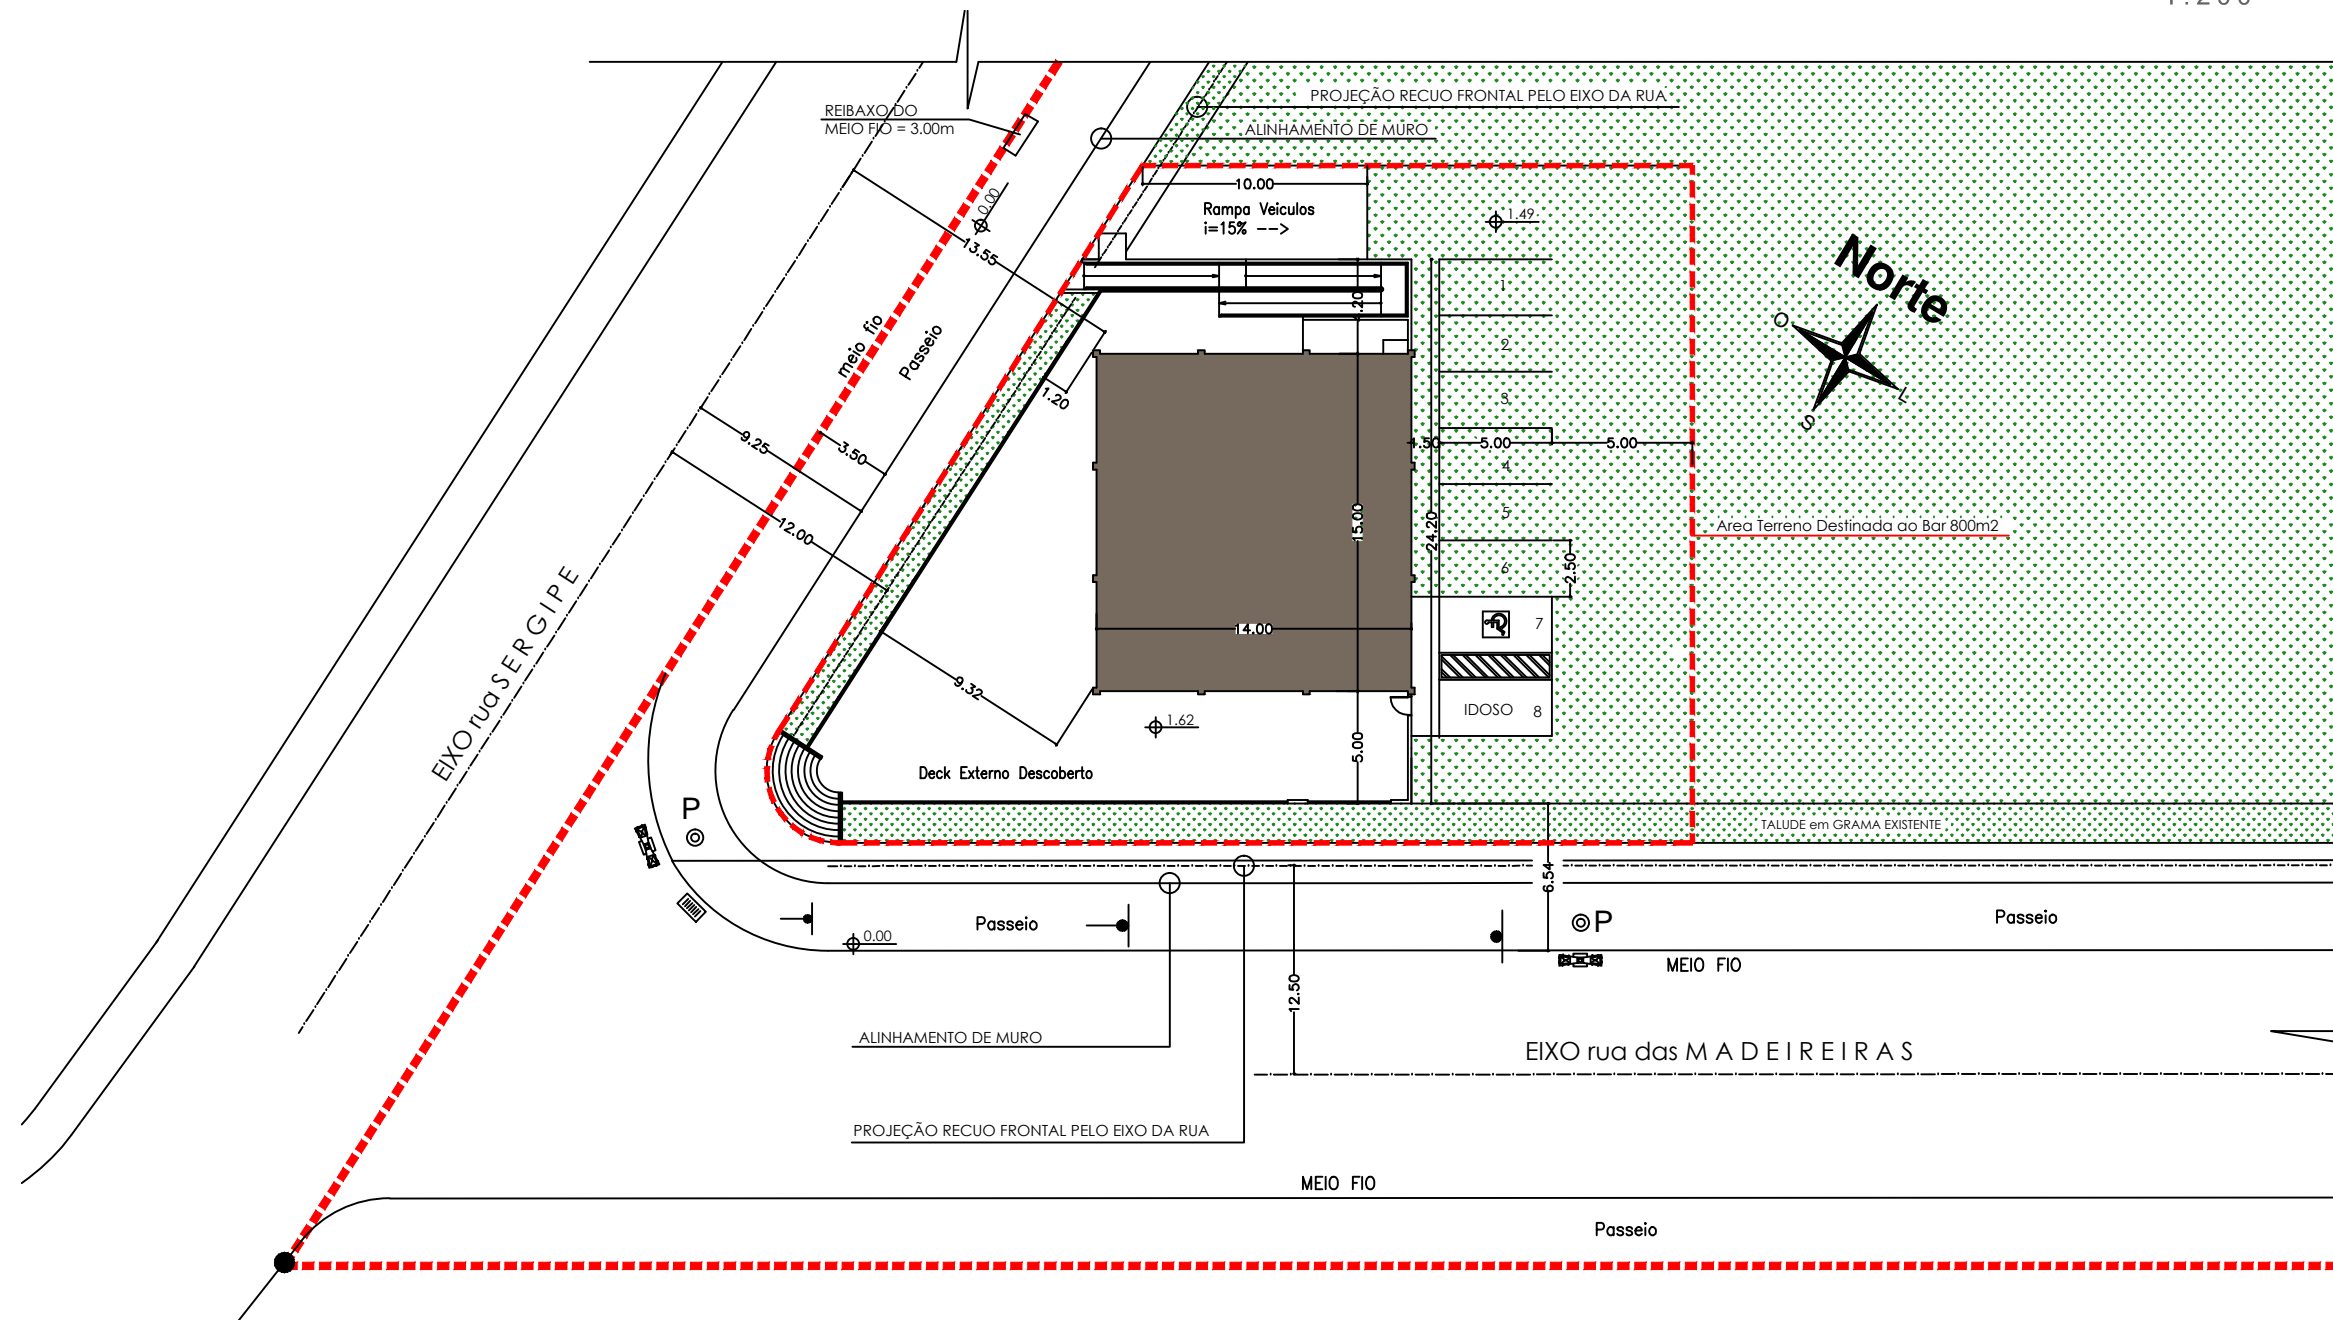 PROJEÇÃO RECUO FRONTAL PELO EIXO DA RUA
REIBAXO DO
MEIO FIO = 3.00m
ALINHAMENTO DE MURO
10.00
Rampa Veiculos
i=15% -->
0.00
1.49
13.55
Norte
O
L
S
1
2
3
4
5
6
7
IDOSO 8
.20
meio fio
Passeio
1.20
9.25
3.50
12.00
1.50
5.00
5.00
15.00
24.20
2.50
Area Terreno Destinada ao Bar 800m2
14.00
9.32
1.62
5.00
EIXO rua S E R G I P E
Deck Externo Descoberto
P
TALUDE em GRAMA EXISTENTE
6.54
Passeio
0.00
P
Passeio
MEIO FIO
12.50
ALINHAMENTO DE MURO
EIXO rua das M A D E I R E I R A S
PROJEÇÃO RECUO FRONTAL PELO EIXO DA RUA
MEIO FIO
Passeio